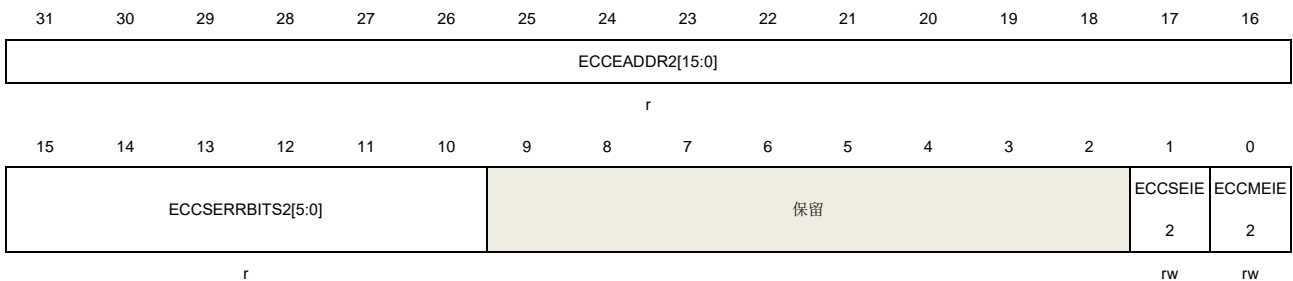 31 30 29 28 27 26 25 24 23 22 21 20 19 18 17 16
ECCEADDR2[15:0]
r
15 14 13 12 11 10 9 8 7 6 5 4 3 2 1 0
ECCSERRBITS2[5:0] 保留 ECCSEIE ECCMEIE
2 2
r rw rw